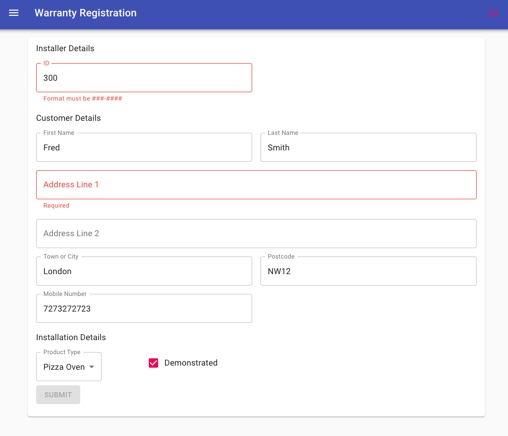 Warranty Registration
Installer Details
ID
300
Format must be ###-####
Customer Details
First Name
Last Name
Fred
Smith
Address Line 1
Required
Address Line 2
Town or City
Postcode
London
NW12
Mobile Number
7273272723
Installation Details
Product Type
Pizza Oven
Demonstrated
SUBMIT